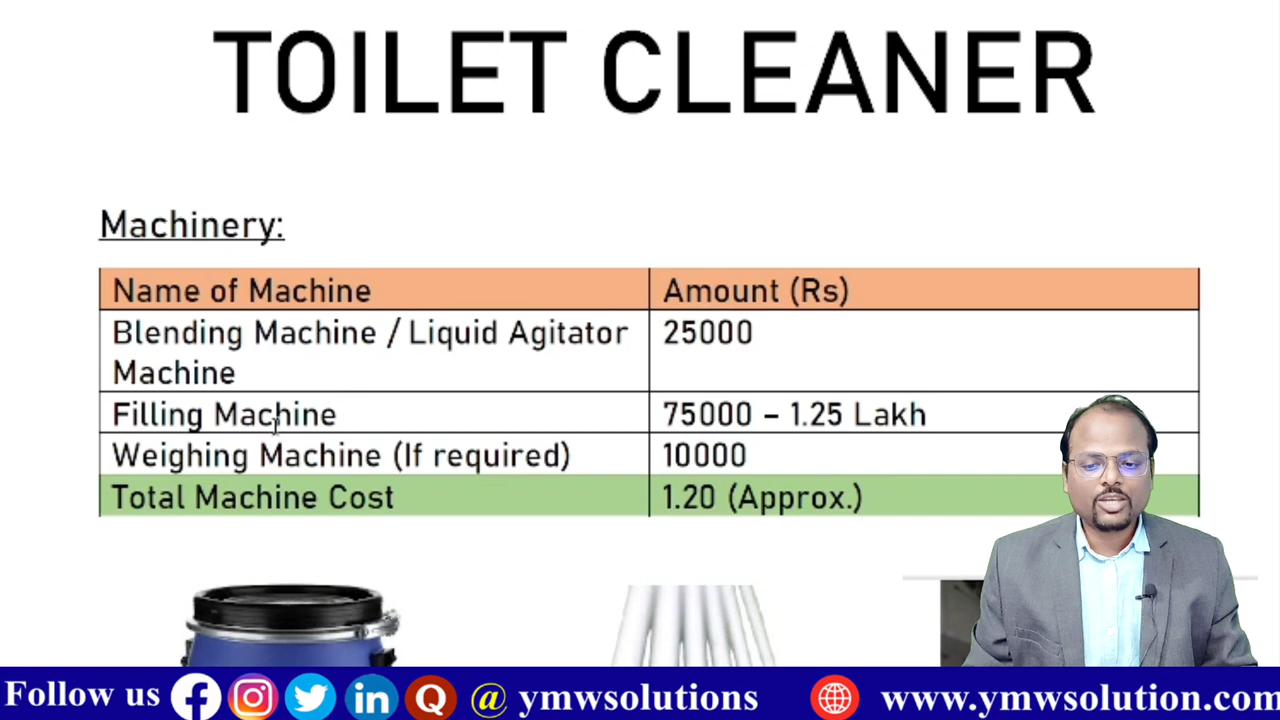 TOILET CLEANER
Machinery:
Name of Machine Amount (Rs)
Blending Machine / Liquid Agitator 25000
Machine
Filling Machine 75000 – 1.25 Lakh
Weighing Machine (If required) 10000
Total Machine Cost 1.20 (Approx.)
Follow us @ ymwsolutions www.ymwsolution.com